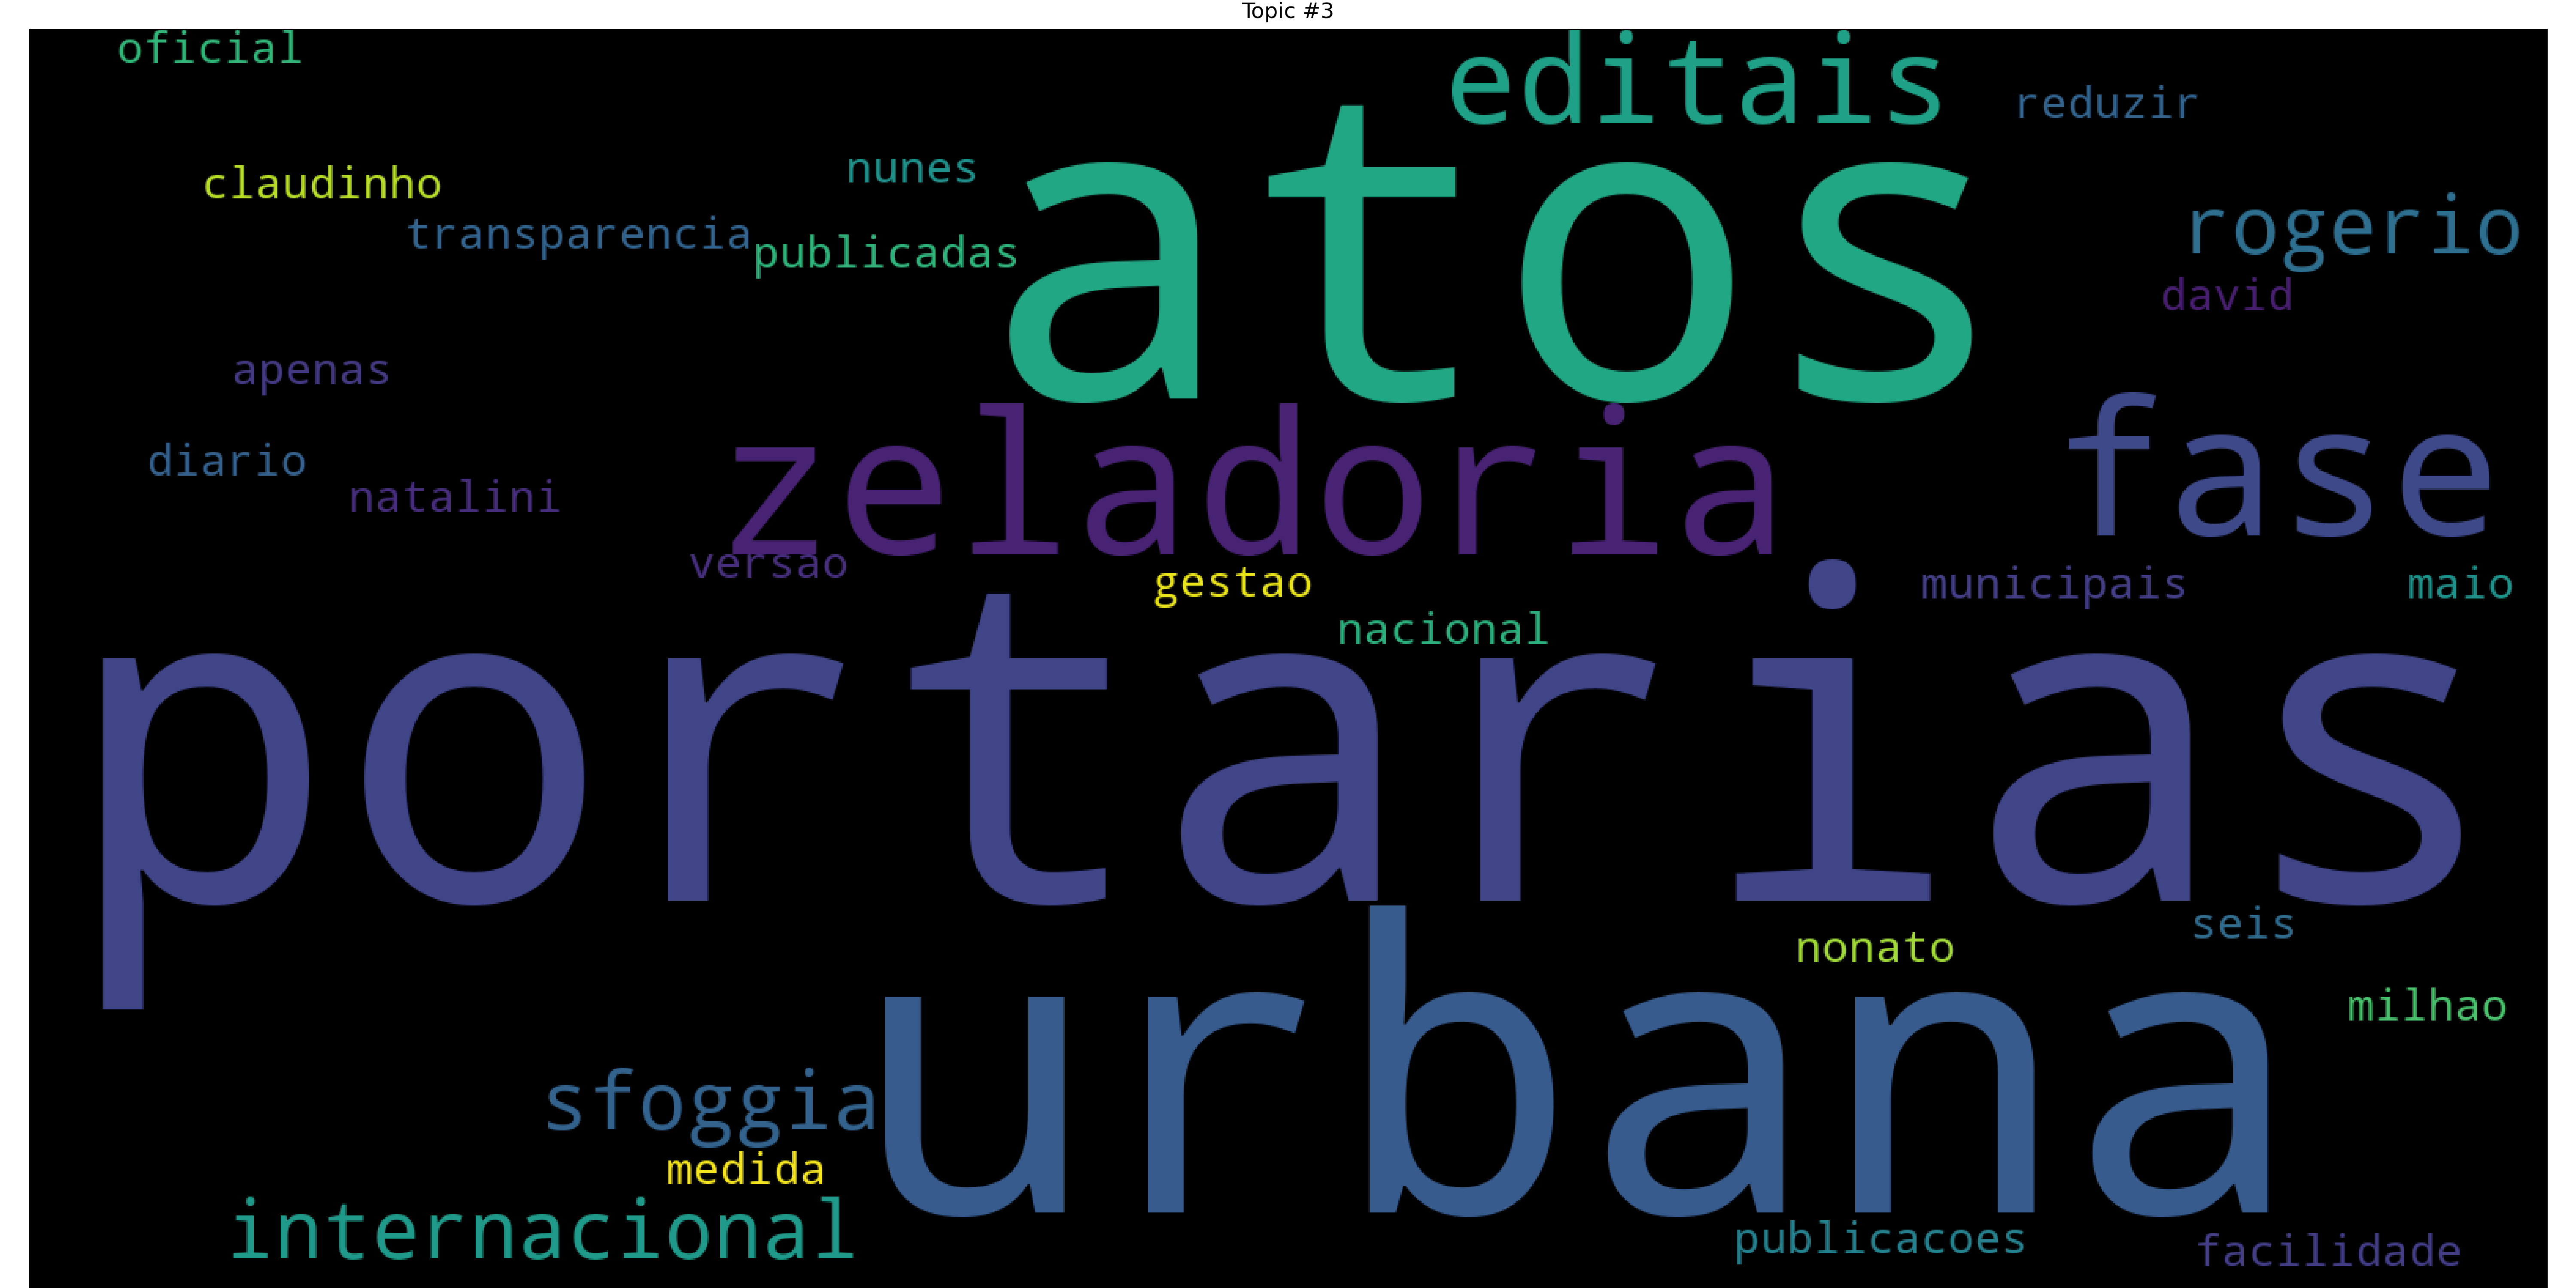 Topic #3
oficial
editais
reduzir
atos
nunes
claudinho
rogerio
transparencia
publicadas
david
apenas
fase
zeladoria
diario
natalini
versao
gestao
municipais
maio
nacional
portarias
seis
nonato
urbana
milhao
sfoggia
medida
internacional
publicacoes
facilidade